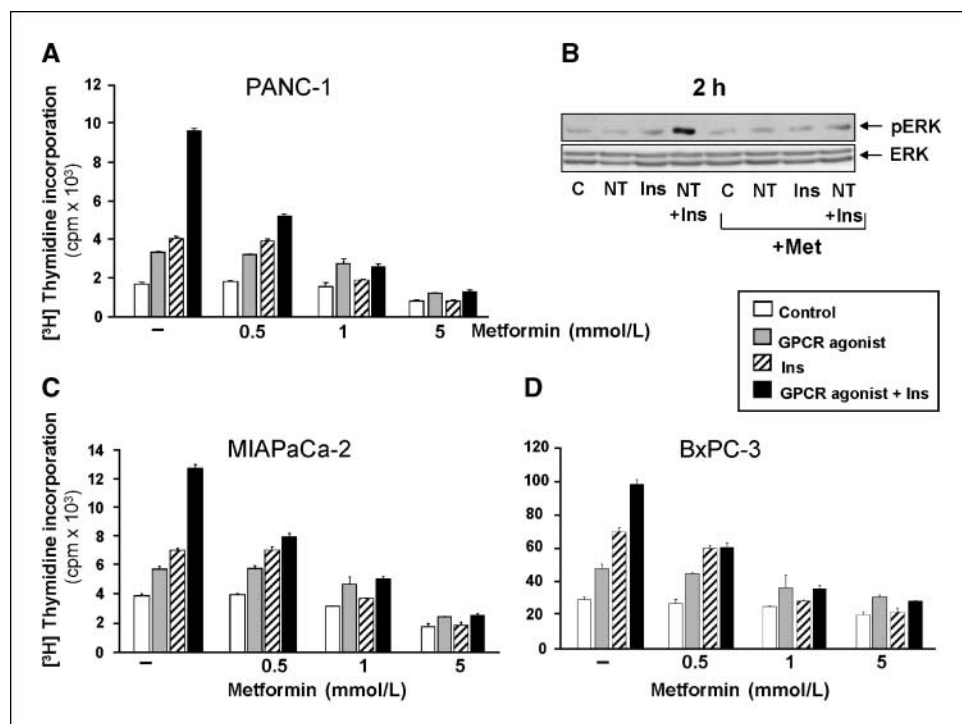 A
PANC-1
[³H] Thymidine incorporation
(cpm x 10³)
12
10
8
6
4
2
0
– 0.5 1 5 Metformin (mmol/L)
B
2 h
pERK
ERK
C NT Ins NT +Ins C NT Ins NT +Ins
+Met
Control
GPCR agonist
Ins
GPCR agonist + Ins
C
MIAPaCa-2
[³H] Thymidine incorporation
(cpm x 10³)
14
12
10
8
6
4
2
0
– 0.5 1 5
Metformin (mmol/L)
D
BxPC-3
120
100
80
60
40
20
0
– 0.5 1 5
Metformin (mmol/L)